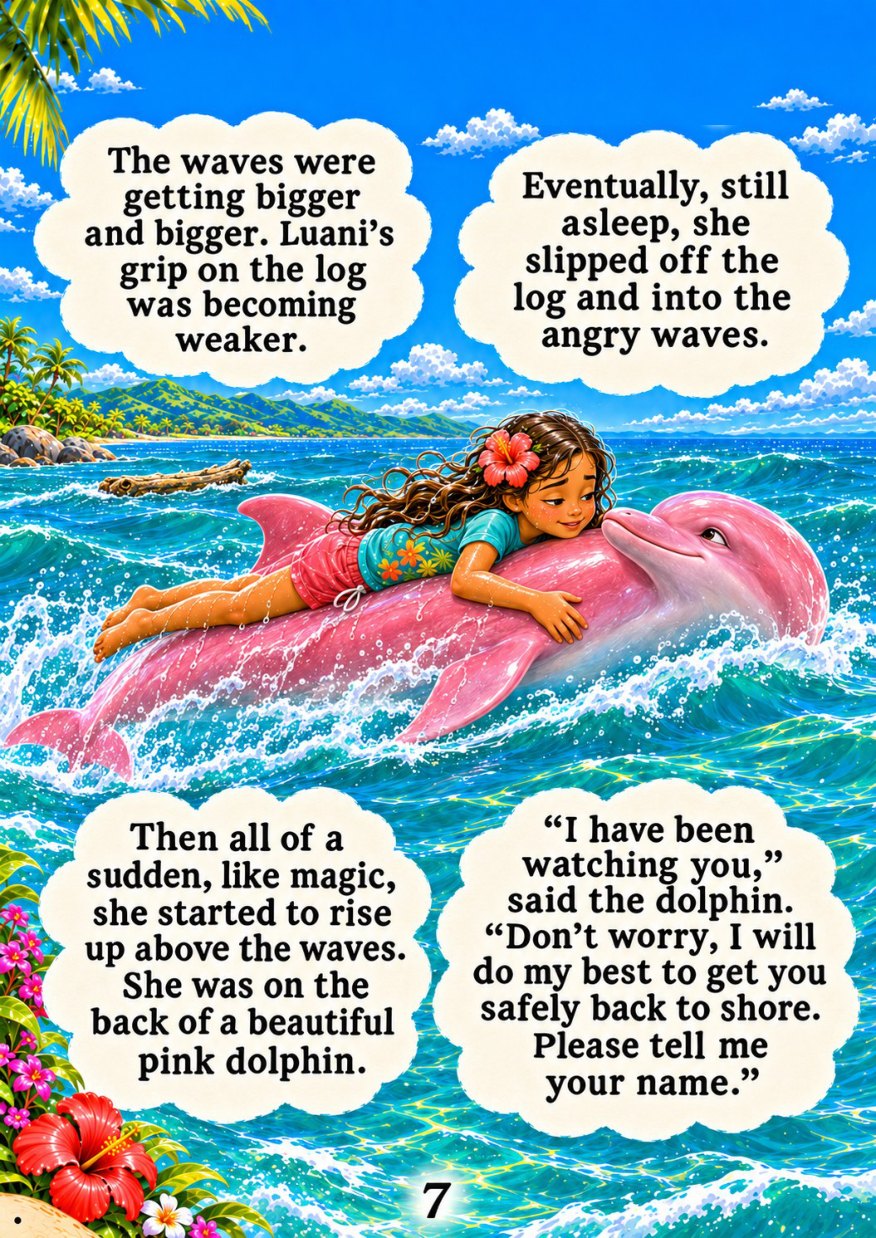 The waves were
getting bigger
and bigger. Luani’s
grip on the log
was becoming
weaker.
Eventually, still
asleep, she
slipped off the
log and into the
angry waves.
Then all of a
sudden, like magic,
she started to rise
up above the waves.
She was on the
back of a beautiful
pink dolphin.
“I have been
watching you,”
said the dolphin.
“Don’t worry, I will
do my best to get you
safely back to shore.
Please tell me
your name.”
7